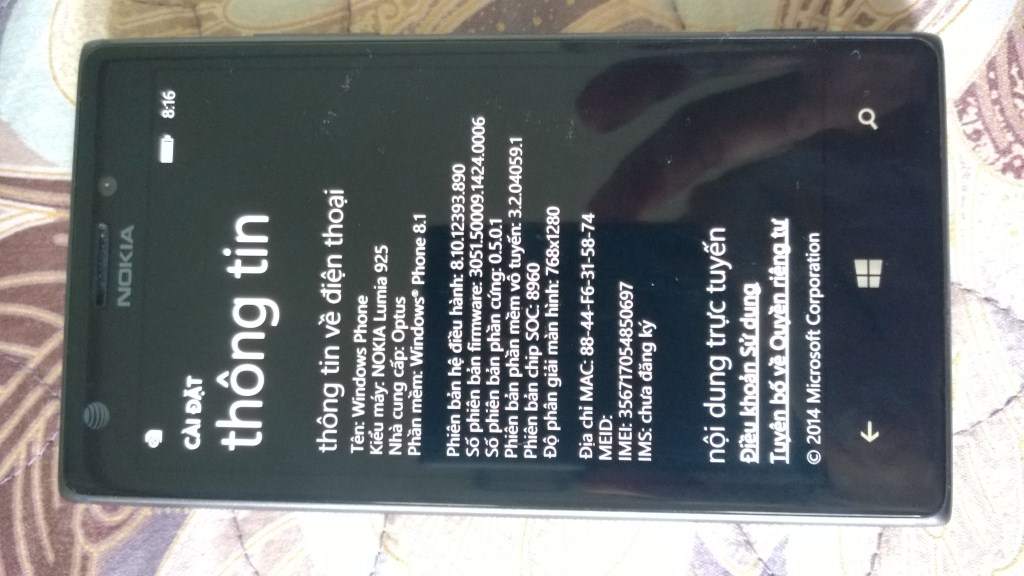 AT&T
NOKIA
8:16
CÀI ĐẶT
thông tin
thông tin về điện thoại
Tên: Windows Phone
Kiểu máy: NOKIA Lumia 925
Nhà cung cấp: Optus
Phần mềm: Windows® Phone 8.1
Phiên bản hệ điều hành: 8.10.12393.890
Số phiên bản firmware: 3051.50009.1424.0006
Số phiên bản phần cứng: 0.5.0.1
Phiên bản phần mềm vô tuyến: 3.2.04059.1
Phiên bản chip SOC: 8960
Độ phân giải màn hình: 768x1280
Địa chỉ MAC: 88-44-F6-31-58-74
MEID:
IMEI: 356717054850697
IMS: chưa đăng ký
nội dung trực tuyến
Điều khoản Sử dụng
Tuyên bố về Quyền riêng tư
© 2014 Microsoft Corporation